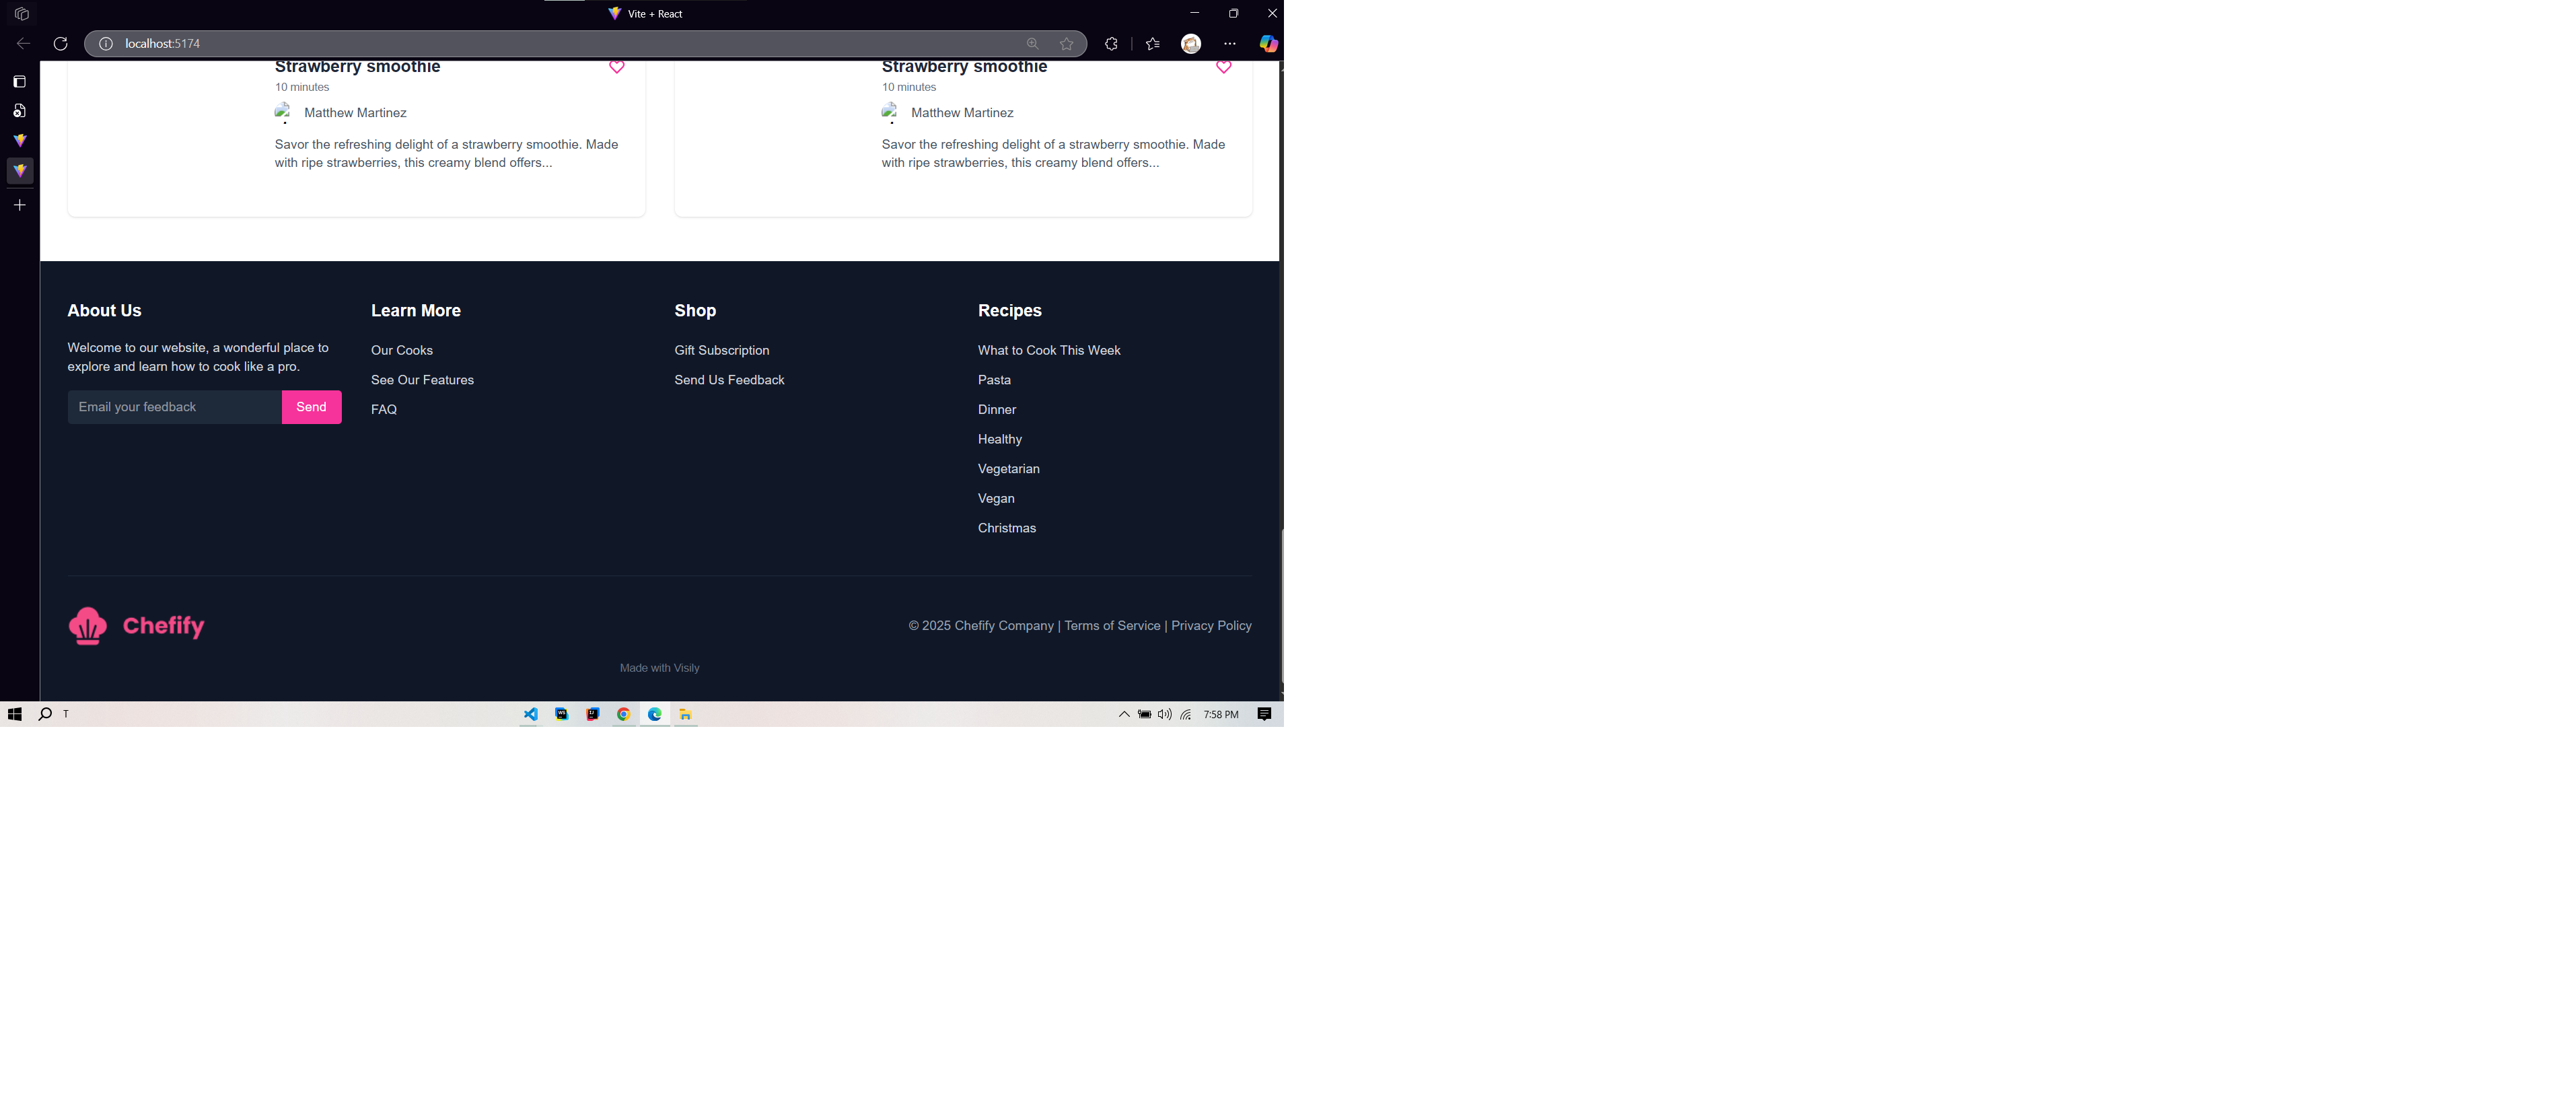 Vite + React
localhost:5174
Strawberry smoothie
10 minutes
Matthew Martinez
Savor the refreshing delight of a strawberry smoothie. Made
with ripe strawberries, this creamy blend offers...
Strawberry smoothie
10 minutes
Matthew Martinez
Savor the refreshing delight of a strawberry smoothie. Made
with ripe strawberries, this creamy blend offers...
About Us
Welcome to our website, a wonderful place to
explore and learn how to cook like a pro.
Email your feedback
Send
Learn More
Our Cooks
See Our Features
FAQ
Shop
Gift Subscription
Send Us Feedback
Recipes
What to Cook This Week
Pasta
Dinner
Healthy
Vegetarian
Vegan
Christmas
Chefify
© 2025 Chefify Company | Terms of Service | Privacy Policy
Made with Visily
T
7:58 PM